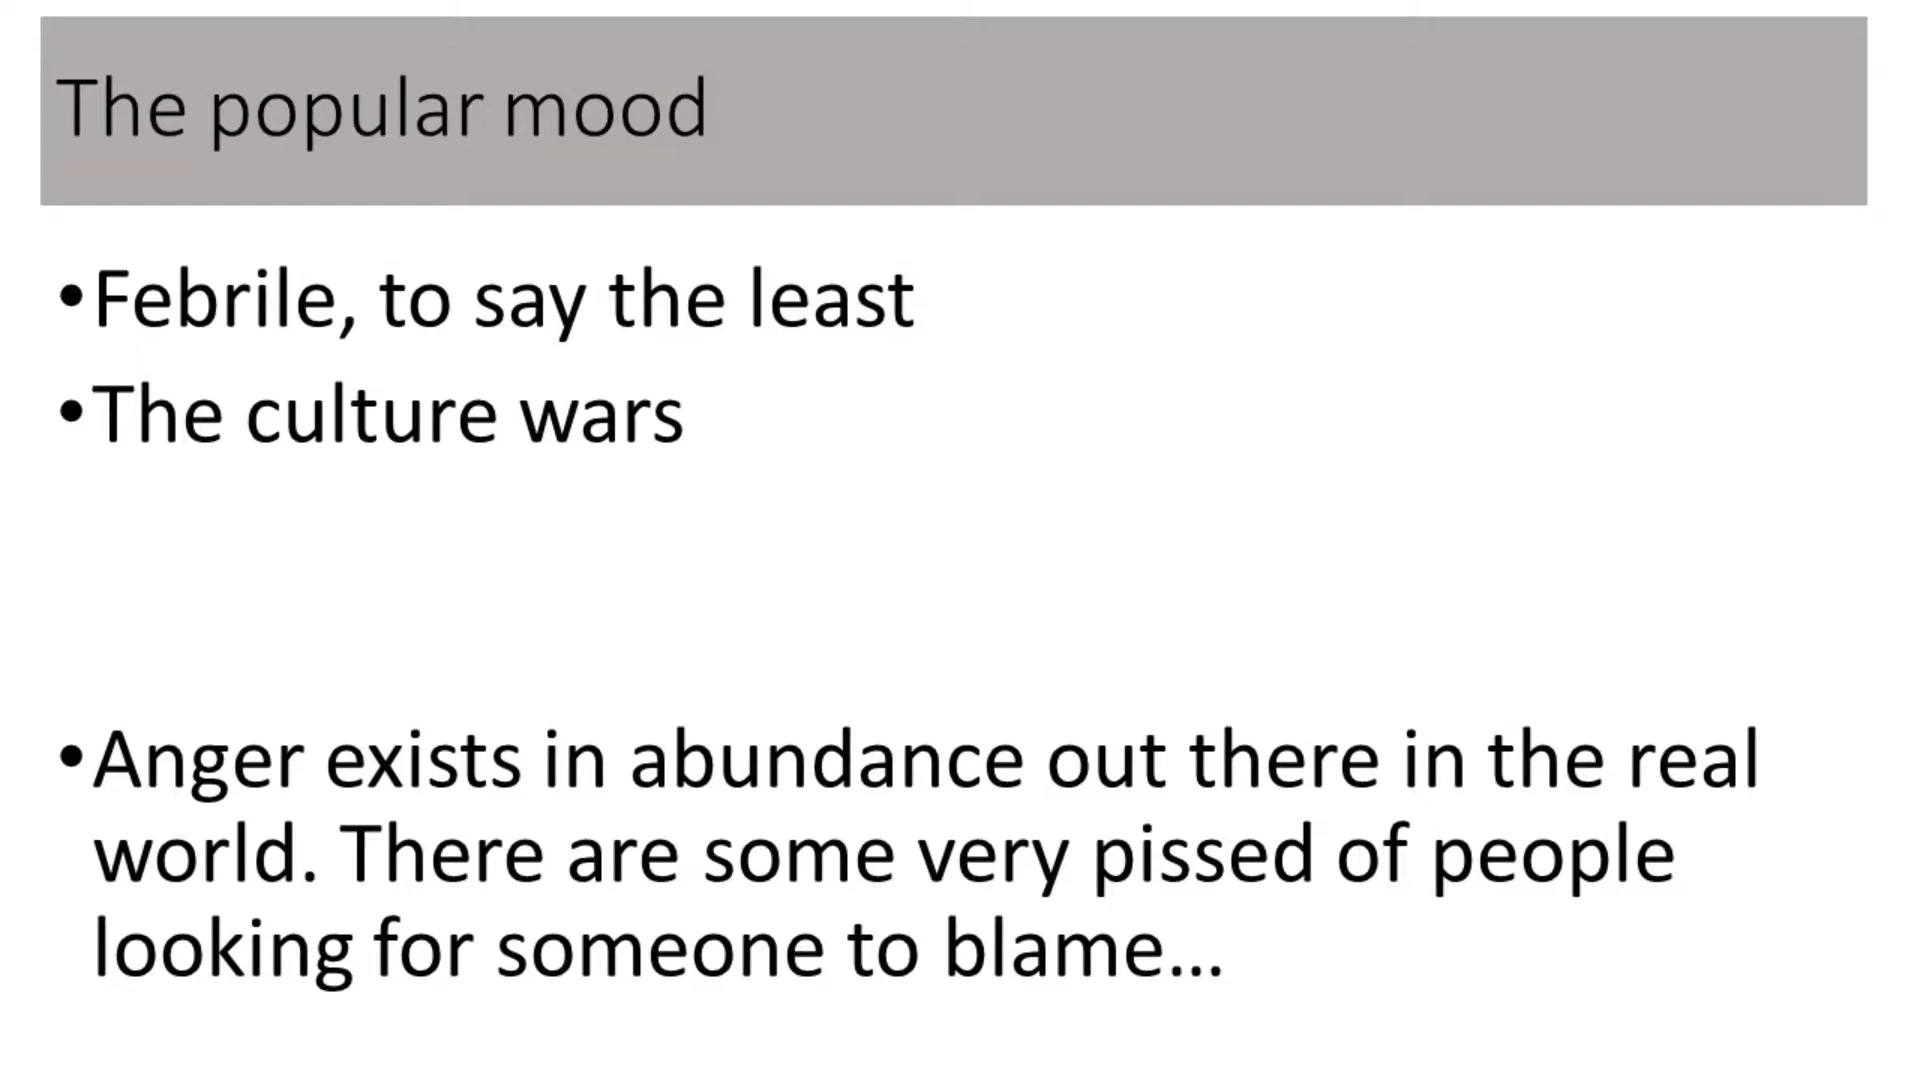 The popular mood
•Febrile, to say the least
•The culture wars
•Anger exists in abundance out there in the real
world. There are some very pissed of people
looking for someone to blame...